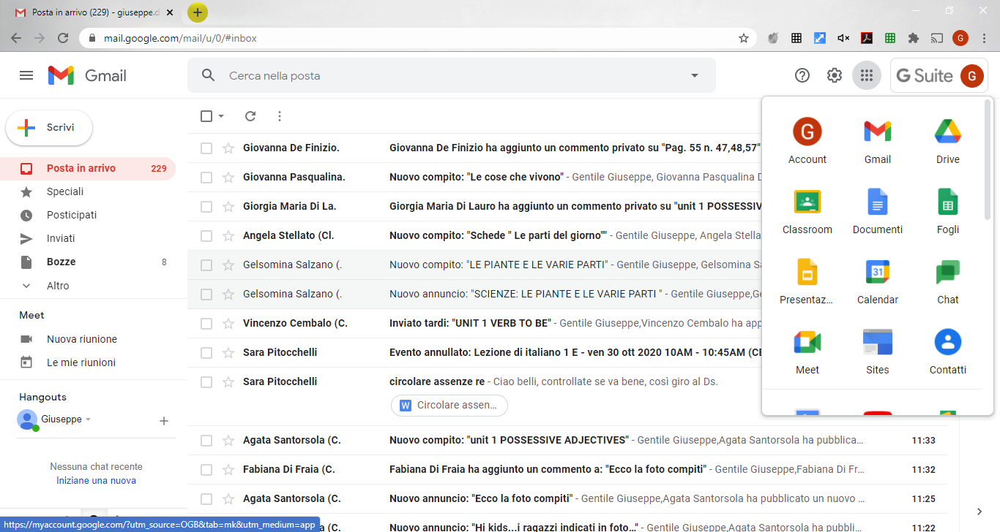 Posta in arrivo (229) - giuseppe.d
mail.google.com/mail/u/0/#inbox
G
Gmail
Cerca nella posta
G Suite
G
Scrivi
Posta in arrivo 229
Speciali
Posticipati
Inviati
Bozze 8
Altro
Meet
Nuova riunione
Le mie riunioni
Hangouts
Giuseppe
Nessuna chat recente
Iniziane una nuova
Giovanna De Finizio. Giovanna De Finizio ha aggiunto un commento privato su "Pag. 55 n. 47,48,57"
Giovanna Pasqualina. Nuovo compito: "Le cose che vivono" - Gentile Giuseppe, Giovanna Pasqualina D
Giorgia Maria Di La. Giorgia Maria Di Lauro ha aggiunto un commento privato su "unit 1 POSSESSIV
Angela Stellato (Cl. Nuovo compito: "Schede " Le parti del giorno"" - Gentile Giuseppe, Angela Stella
Gelsomina Salzano (. Nuovo compito: "LE PIANTE E LE VARIE PARTI" - Gentile Giuseppe, Gelsomina Sa
Gelsomina Salzano (. Nuovo annuncio: "SCIENZE: LE PIANTE E LE VARIE PARTI " - Gentile Giuseppe,Ge
Vincenzo Cembalo (C. Inviato tardi: "UNIT 1 VERB TO BE" - Gentile Giuseppe,Vincenzo Cembalo ha app
Sara Pitocchelli Evento annullato: Lezione di italiano 1 E - ven 30 ott 2020 10AM - 10:45AM (CE
Sara Pitocchelli circolare assenze re - Ciao belli, controllate se va bene, così giro al Ds.
W Circolare assen...
Agata Santorsola (C. Nuovo compito: "unit 1 POSSESSIVE ADJECTIVES" - Gentile Giuseppe,Agata Santorsola ha pubblica... 11:33
Fabiana Di Fraia (C. Fabiana Di Fraia ha aggiunto un commento a: "Ecco la foto compiti" - Gentile Giuseppe,Fabiana Di Fr... 11:32
Agata Santorsola (C. Nuovo annuncio: "Ecco la foto compiti" - Gentile Giuseppe,Agata Santorsola ha pubblicato un nuovo ... 11:25
(C. Nuovo annuncio: "Hi kids...i ragazzi indicati in foto..." - Gentile Giuseppe,Agata Santorsola ha pubbli... 11:22
G
Account Gmail Drive
Classroom Documenti Fogli
31
Presentaz... Calendar Chat
Meet Sites Contatti
https://myaccount.google.com/?utm_source=OGB&tab=mk&utm_medium=app